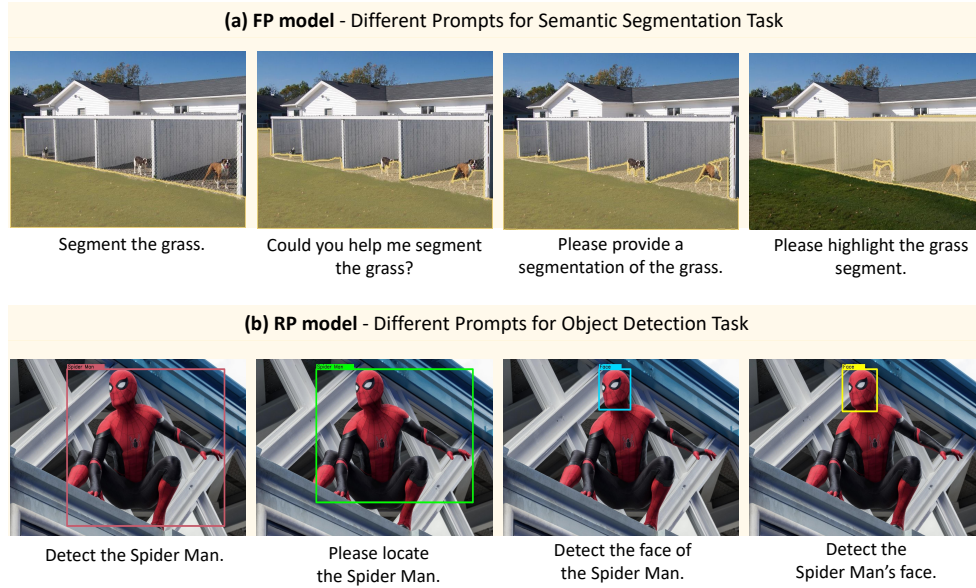 (a) FP model - Different Prompts for Semantic Segmentation Task
Segment the grass.
Could you help me segment
the grass?
Please provide a
segmentation of the grass.
Please highlight the grass
segment.
(b) RP model - Different Prompts for Object Detection Task
Spider Man
Spider Man
Face
Face
Detect the Spider Man.
Please locate
the Spider Man.
Detect the face of
the Spider Man.
Detect the
Spider Man’s face.